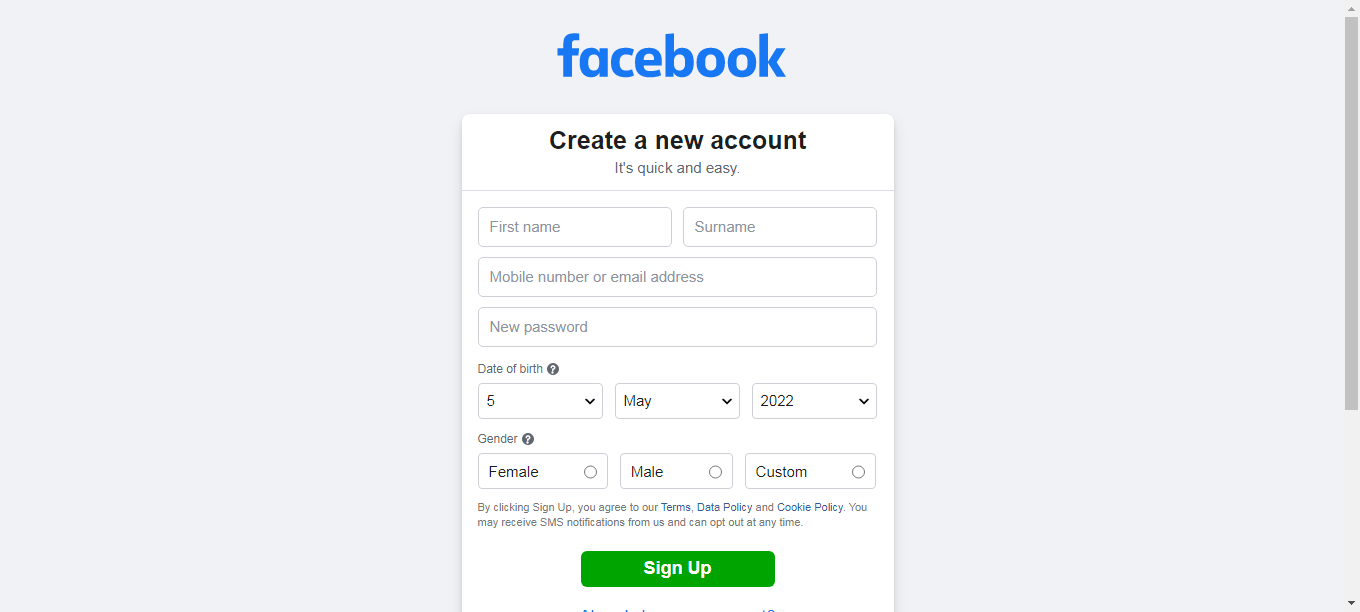 facebook
Create a new account
It's quick and easy.
First name Surname
Mobile number or email address
New password
Date of birth ?
5 May 2022
Gender ?
Female Male Custom
By clicking Sign Up, you agree to our Terms, Data Policy and Cookie Policy. You
may receive SMS notifications from us and can opt out at any time.
Sign Up